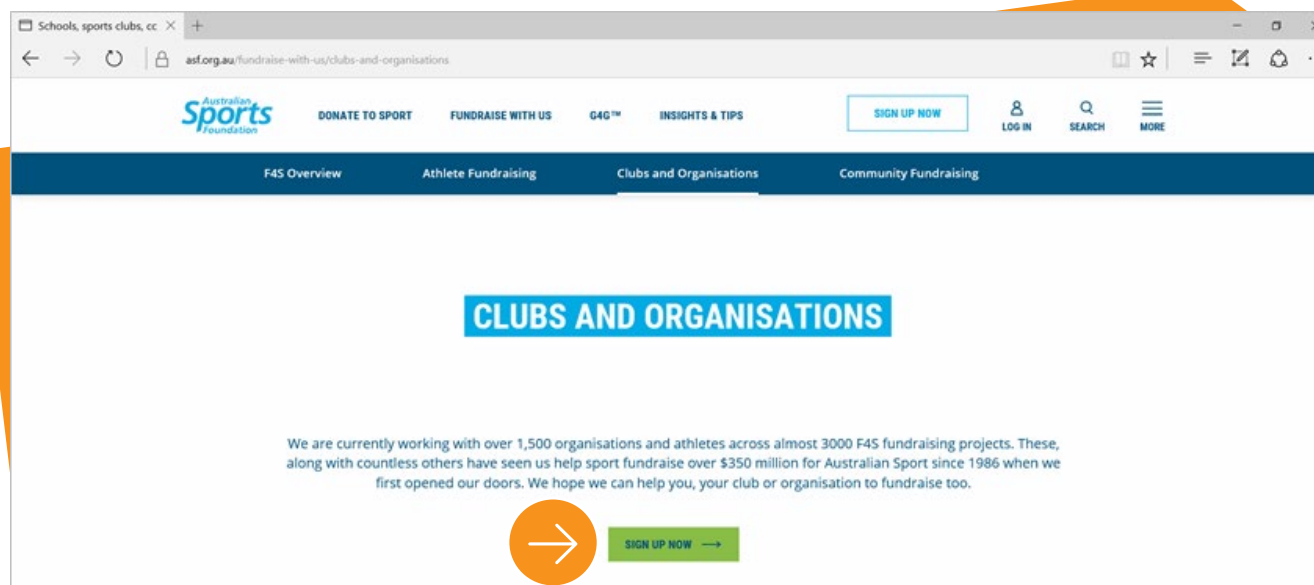 Schools, sports clubs, cc
asf.org.au/fundraise-with-us/clubs-and-organisations
Australian
Sports
Foundation
DONATE TO SPORT
FUNDRAISE WITH US
G4G™
INSIGHTS & TIPS
SIGN UP NOW
LOG IN
SEARCH
MORE
F4S Overview
Athlete Fundraising
Clubs and Organisations
Community Fundraising
CLUBS AND ORGANISATIONS
We are currently working with over 1,500 organisations and athletes across almost 3000 F4S fundraising projects. These,
along with countless others have seen us help sport fundraise over $350 million for Australian Sport since 1986 when we
first opened our doors. We hope we can help you, your club or organisation to fundraise too.
SIGN UP NOW